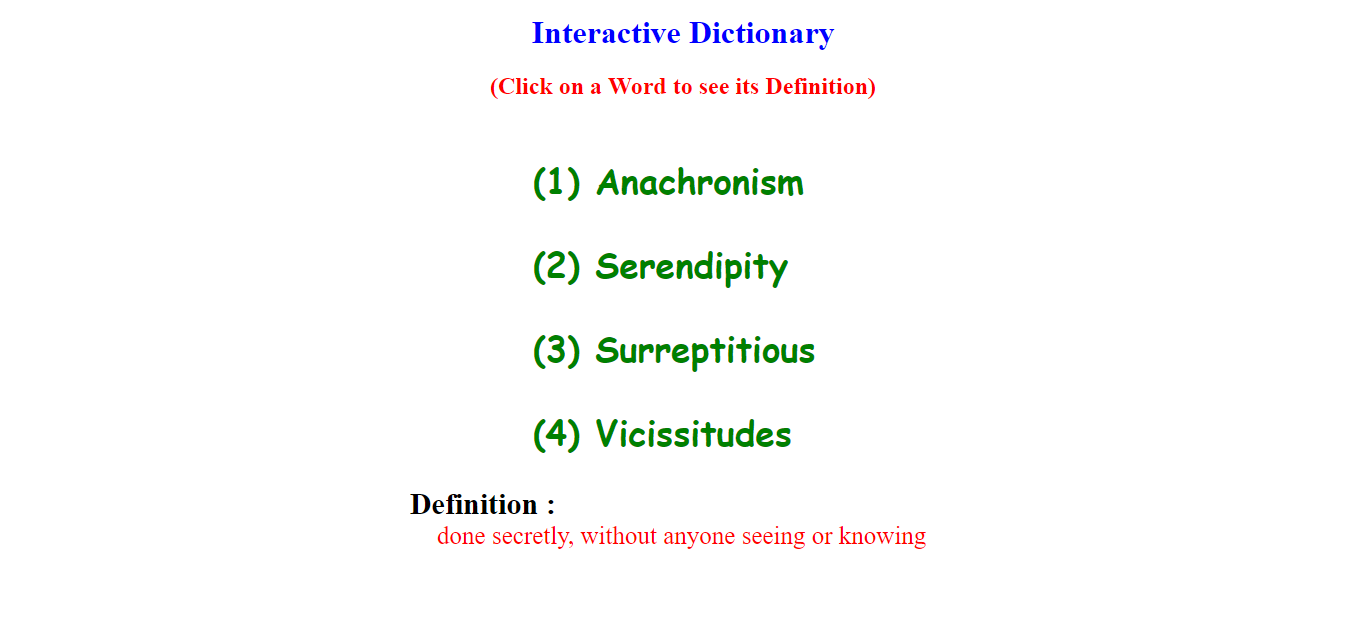 Interactive Dictionary
(Click on a Word to see its Definition)
(1) Anachronism
(2) Serendipity
(3) Surreptitious
(4) Vicissitudes
Definition :
done secretly, without anyone seeing or knowing